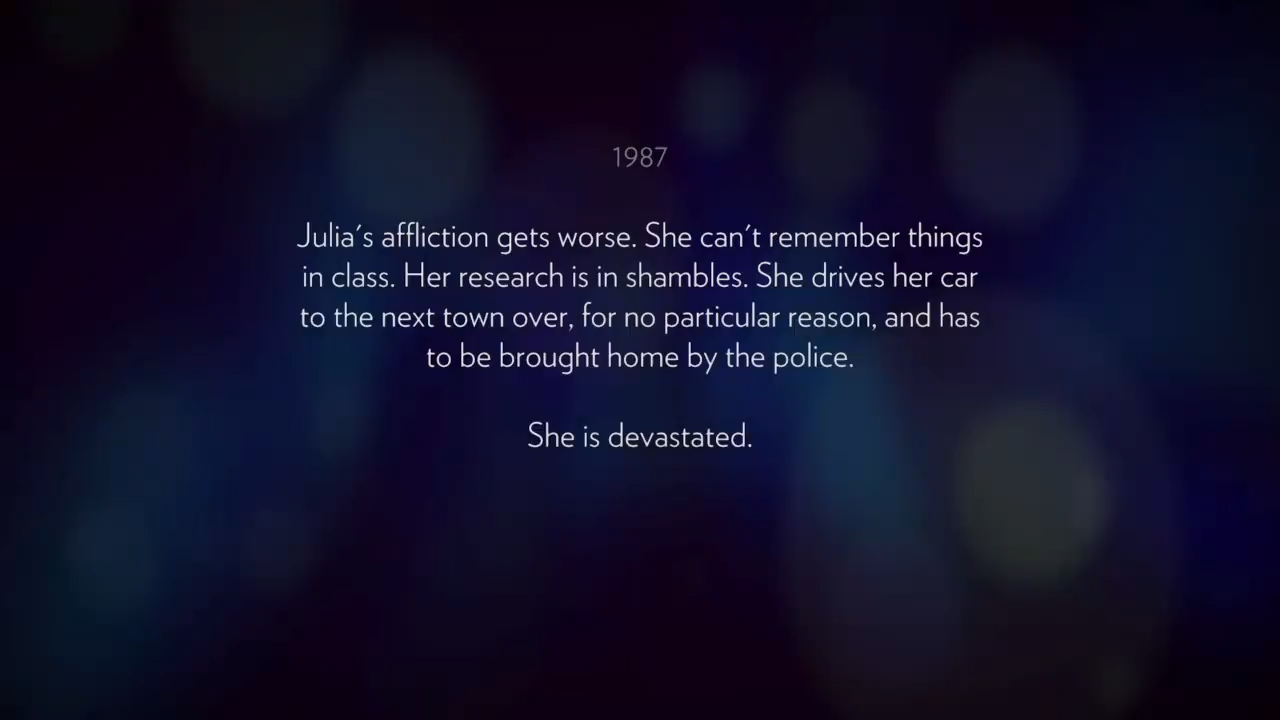 1987
Julia's affliction gets worse. She can't remember things
in class. Her research is in shambles. She drives her car
to the next town over, for no particular reason, and has
to be brought home by the police.
She is devastated.